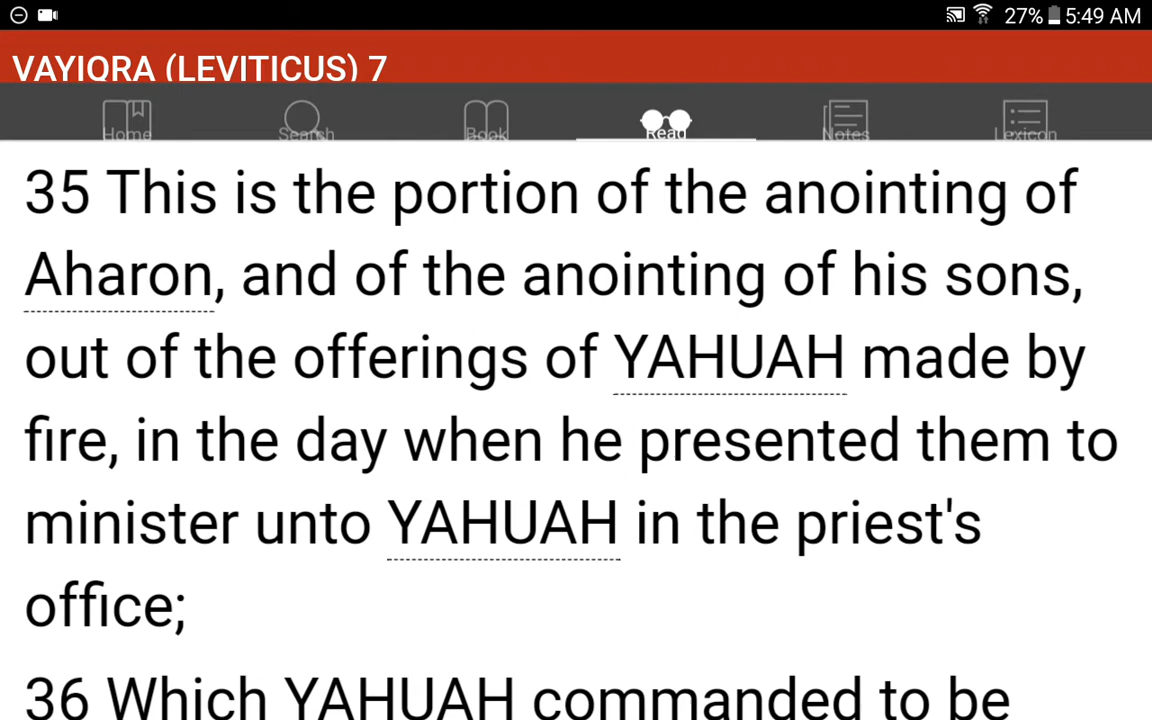 27% 5:49 AM
VAYIQRA (LEVITICUS) 7
Home Search Book Read Notes Lexicon
35 This is the portion of the anointing of
Aharon, and of the anointing of his sons,
out of the offerings of YAHUAH made by
fire, in the day when he presented them to
minister unto YAHUAH in the priest's
office;
36 Which YAHUAH commanded to be